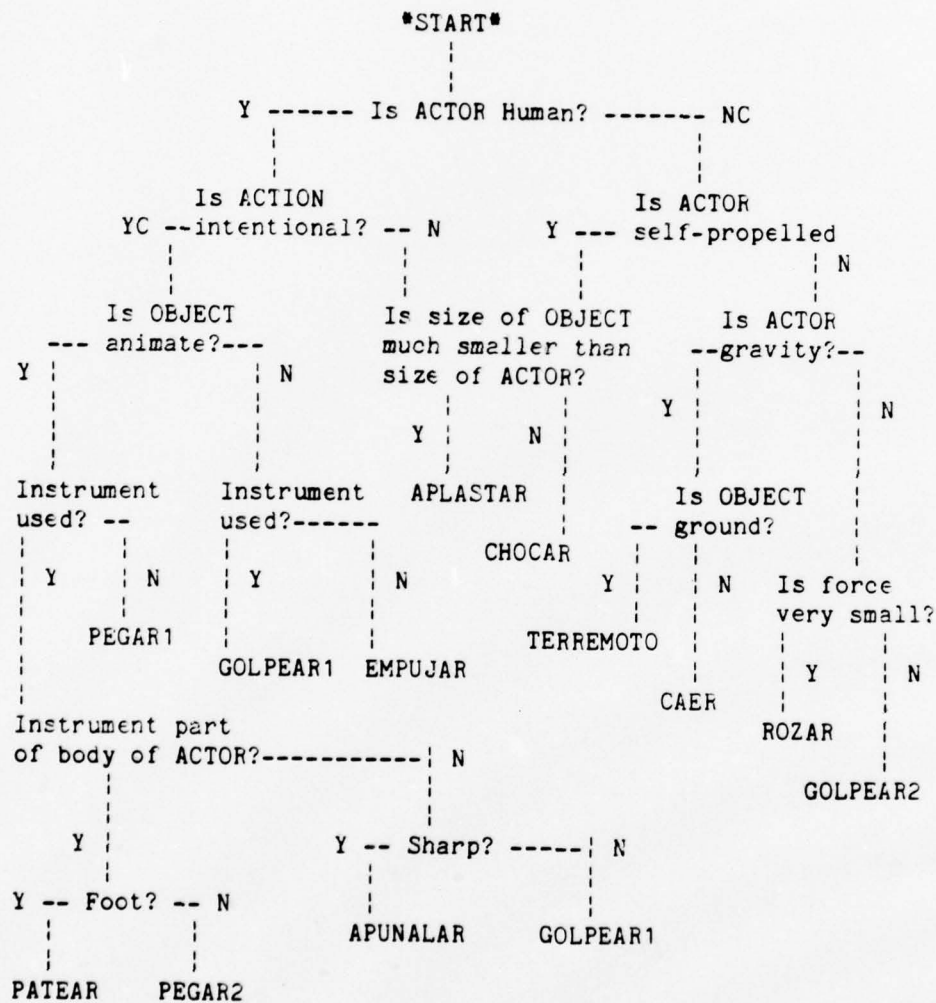 *START*
Y ------ Is ACTOR Human? ------- NC
Is ACTION Is ACTOR
YC --intentional? -- N Y --- self-propelled
N
Is OBJECT Is size of OBJECT Is ACTOR
--- animate?--- much smaller than --gravity?--
Y N size of ACTOR?
Y N
Y N
Instrument Instrument APLASTAR Is OBJECT
used? -- used?------ -- ground?
CHOCAR
Y N Y N Y N Is force
very small?
PEGAR1 TERREMOTO
GOLPEAR1 EMPUJAR Y N
CAER
Instrument part ROZAR
of body of ACTOR?----------- N
GOLPEAR2
Y Y -- Sharp? ----- N
Y -- Foot? -- N
APUNALAR GOLPEAR1
PATEAR PEGAR2